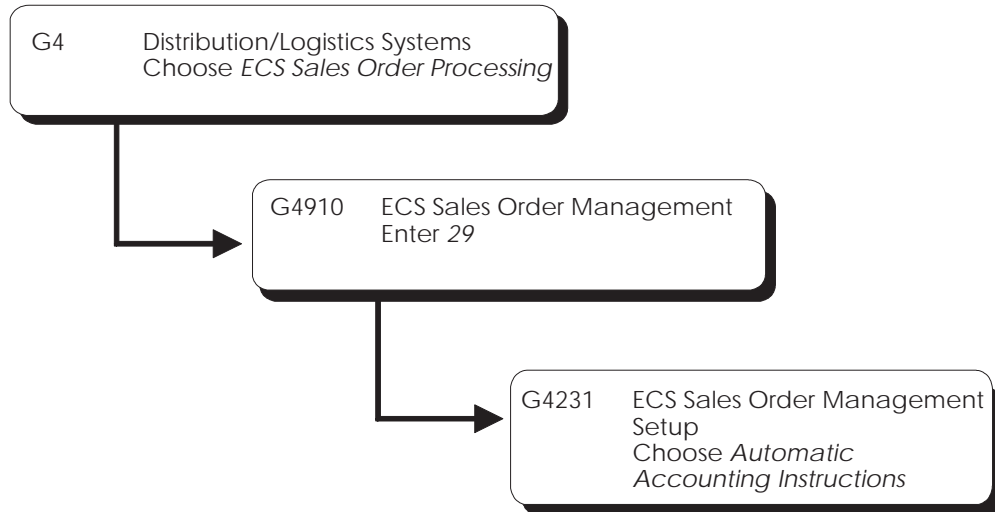 G4 Distribution/Logistics Systems
Choose ECS Sales Order Processing
G4910 ECS Sales Order Management
Enter 29
G4231 ECS Sales Order Management
Setup
Choose Automatic
Accounting Instructions